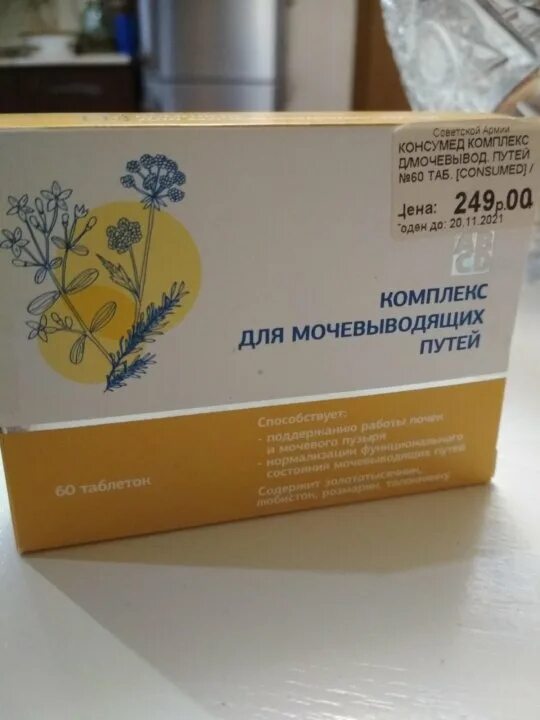 Советской Армии
КОНСУМЕД КОМПЛЕКС
Д/МОЧЕВЫВОД. ПУТЕЙ
№60 ТАБ. [CONSUMED] /
Цена: 249р.00
Годен до: 20.11.2021
КОМПЛЕКС
ДЛЯ МОЧЕВЫВОДЯЩИХ
ПУТЕЙ
Способствует:
- поддержанию работы почек
и мочевого пузыря
- нормализации функционального
состояния мочевыводящих путей
Содержит золототысячник,
любисток, розмарин, толокнянку
60 таблеток